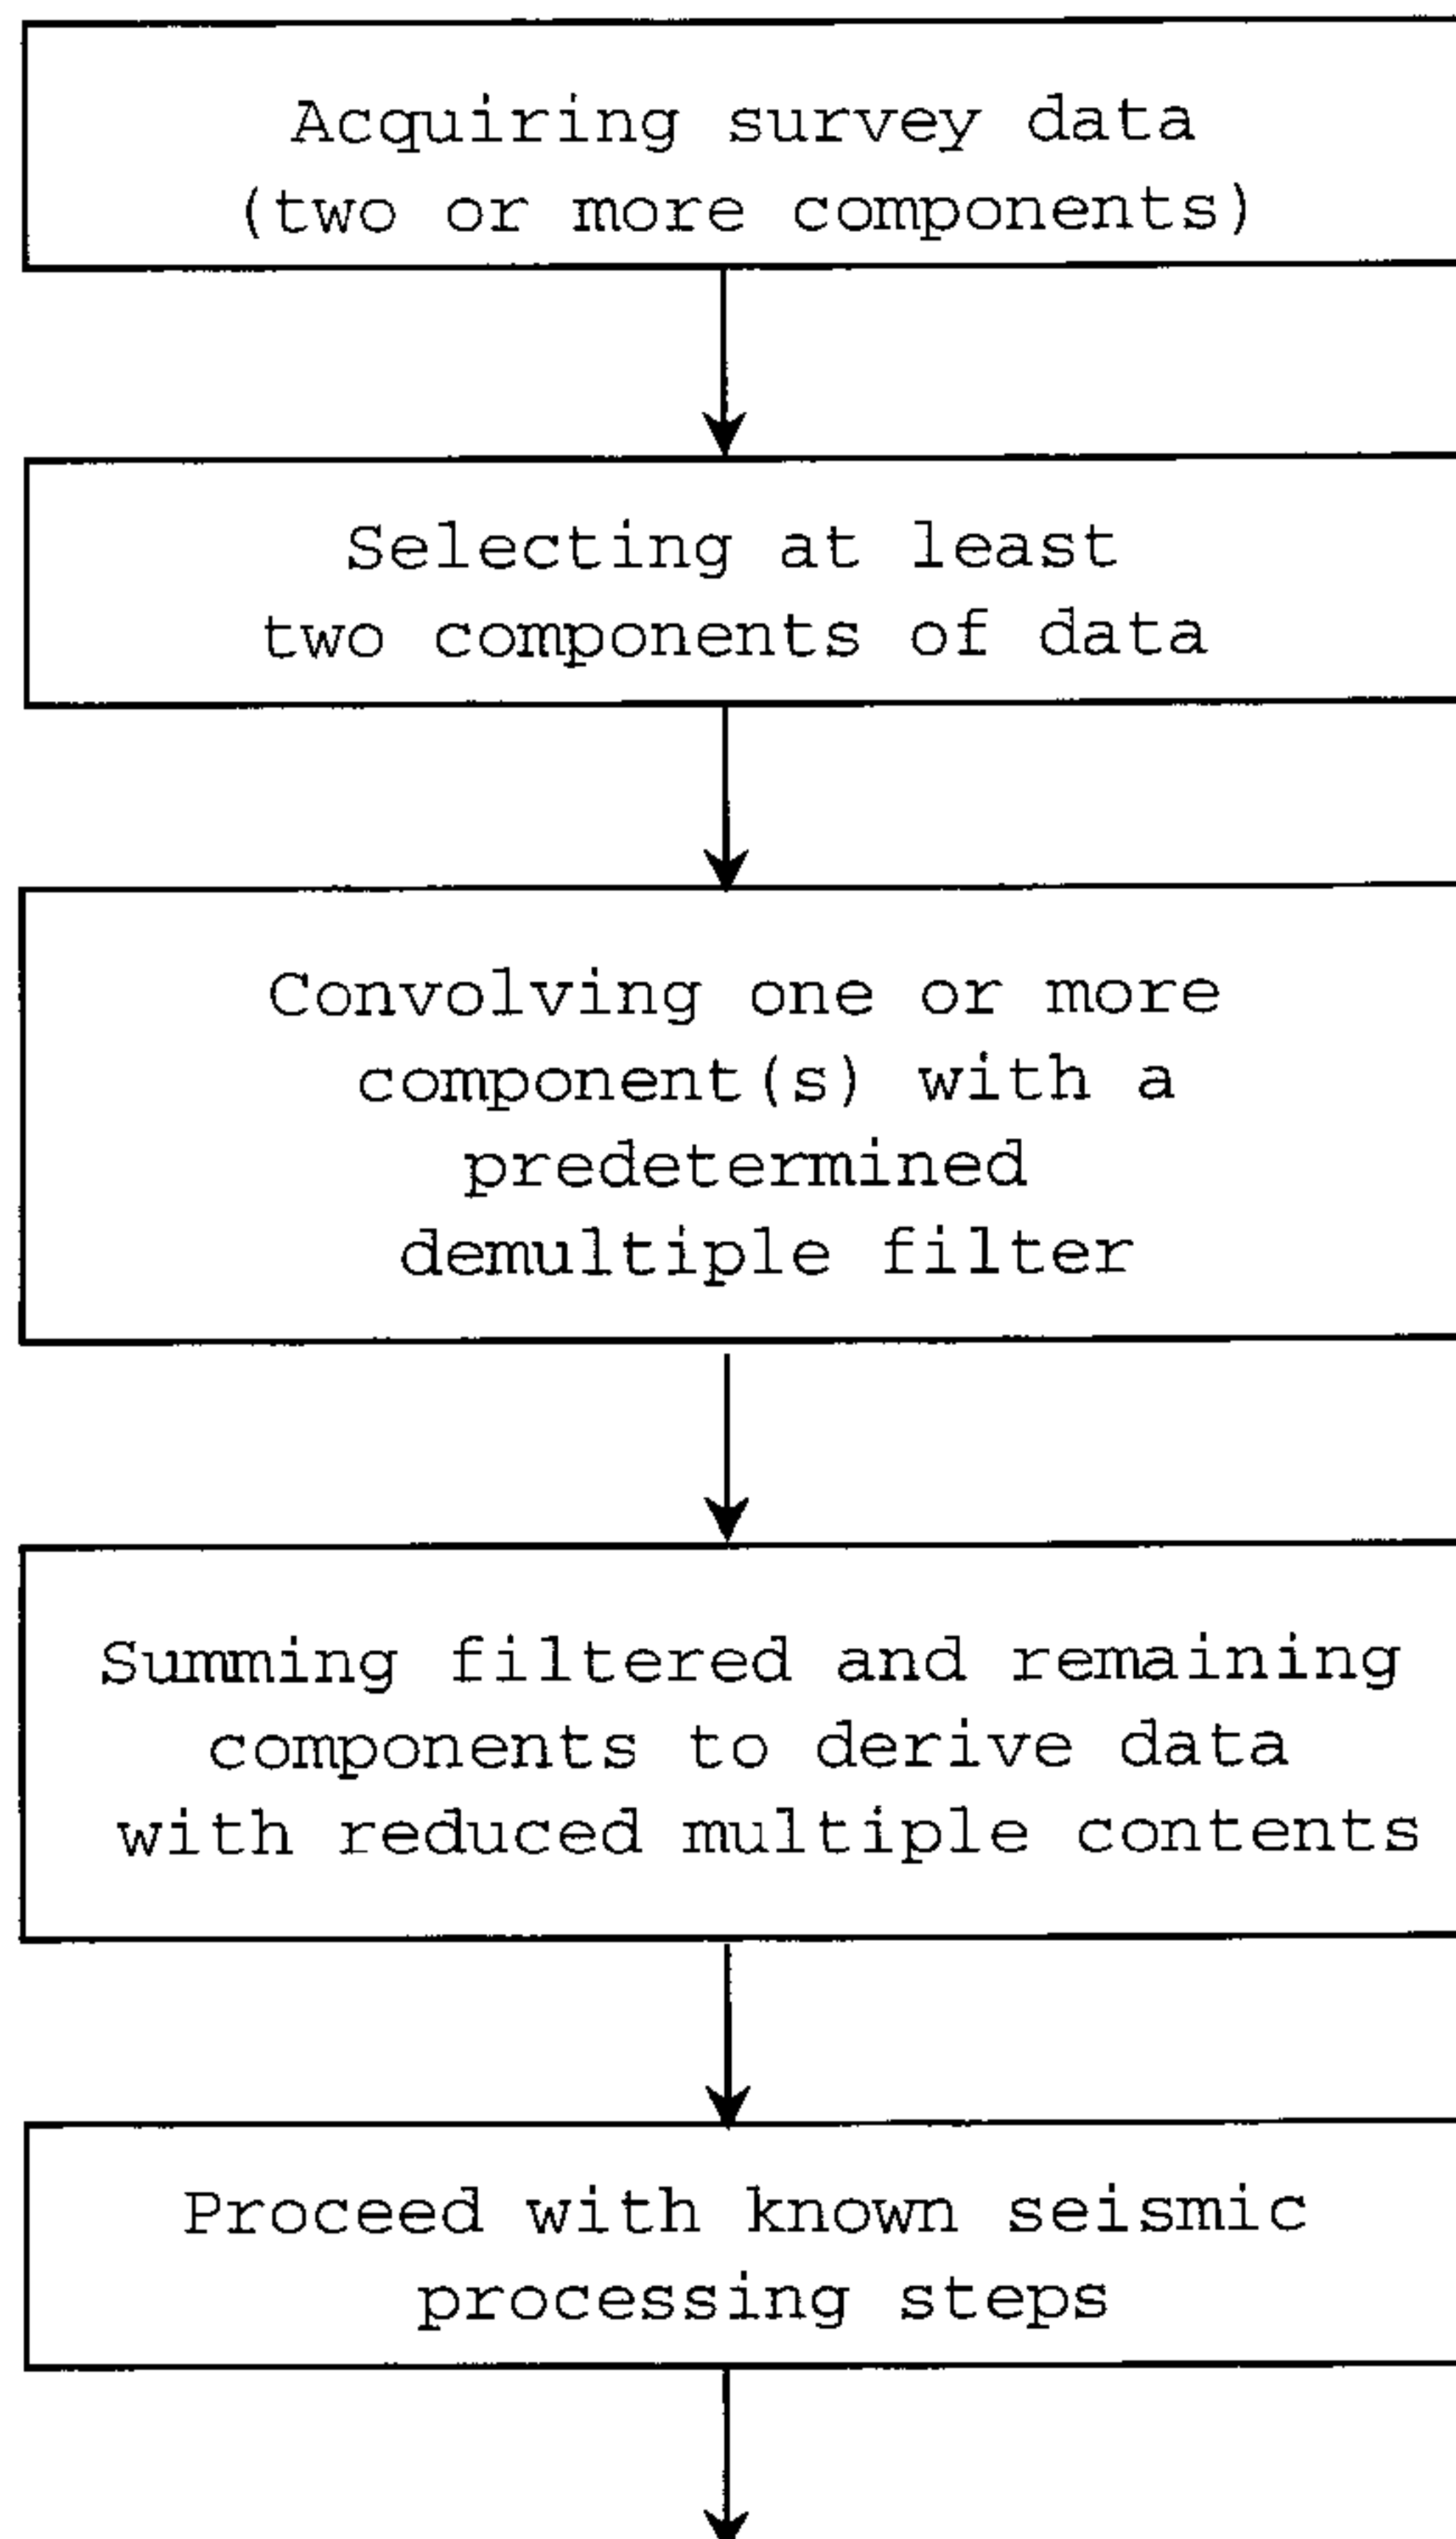 Acquiring survey data
(two or more components)
Selecting at least
two components of data
Convolving one or more
component(s) with a
predetermined
demultiple filter
Summing filtered and remaining
components to derive data
with reduced multiple contents
Proceed with known seismic
processing steps